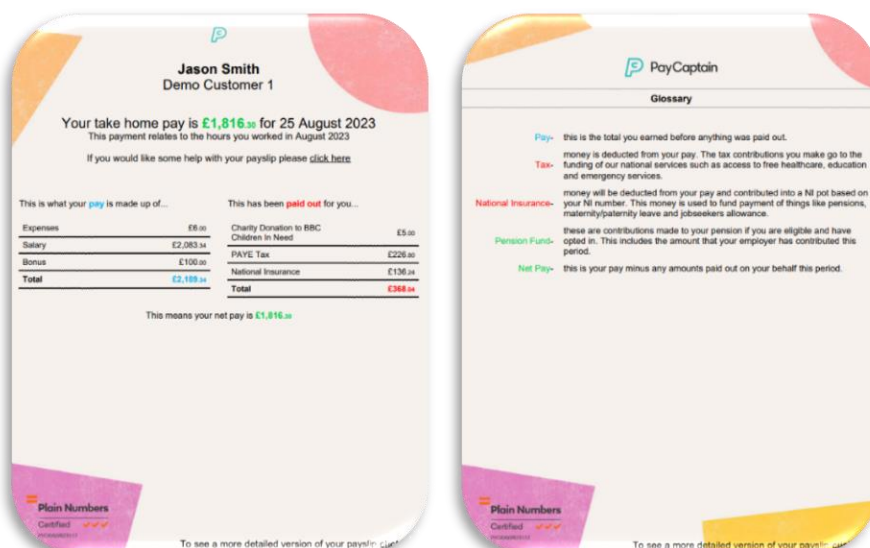 Jason Smith
Demo Customer 1
Your take home pay is £1,816.30 for 25 August 2023
This payment relates to the hours you worked in August 2023
If you would like some help with your payslip please click here
This is what your pay is made up of...
Expenses £6.00
Salary £2,083.34
Bonus £100.00
Total £2,189.34
This has been paid out for you...
Charity Donation to BBC
Children In Need £5.00
PAYE Tax £226.80
National Insurance £136.24
Total £368.04
This means your net pay is £1,816.30
Plain Numbers
Certified
To see a more detailed version of your payslip
PayCaptain
Glossary
Pay- this is the total you earned before anything was paid out.
money is deducted from your pay. The tax contributions you make go to the
Tax- funding of our national services such as access to free healthcare, education
and emergency services.
money will be deducted from your pay and contributed into a NI pot based on
National Insurance- your NI number. This money is used to fund payment of things like pensions,
maternity/paternity leave and jobseekers allowance.
these are contributions made to your pension if you are eligible and have
Pension Fund- opted in. This includes the amount that your employer has contributed this
period.
Net Pay- this is your pay minus any amounts paid out on your behalf this period.
Plain Numbers
Certified
To see a more detailed version of your payslip